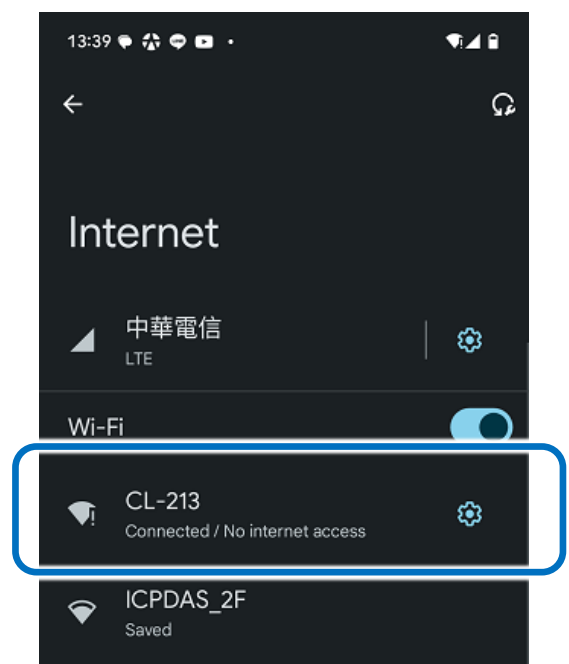 13:39
Internet
中華電信
LTE
Wi-Fi
CL-213
Connected / No internet access
ICPDAS_2F
Saved